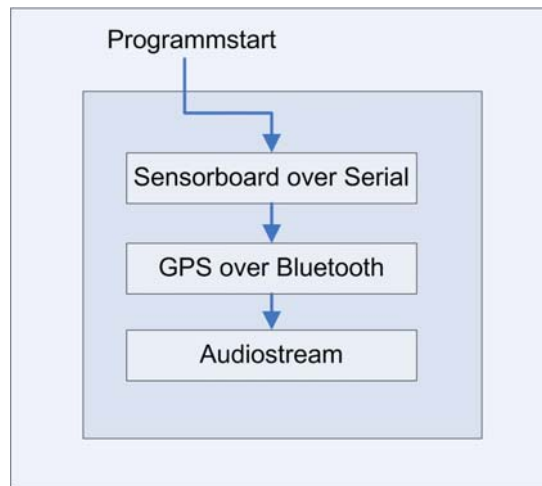 Programmstart
Sensorboard over Serial
GPS over Bluetooth
Audiostream